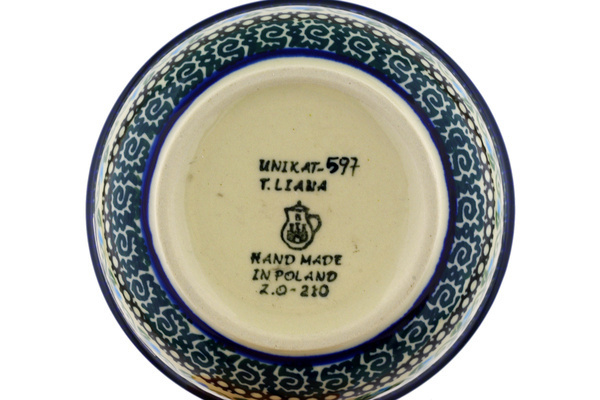 UNIKAT-597
T. LIANA
HAND MADE
IN POLAND
Z.O-210